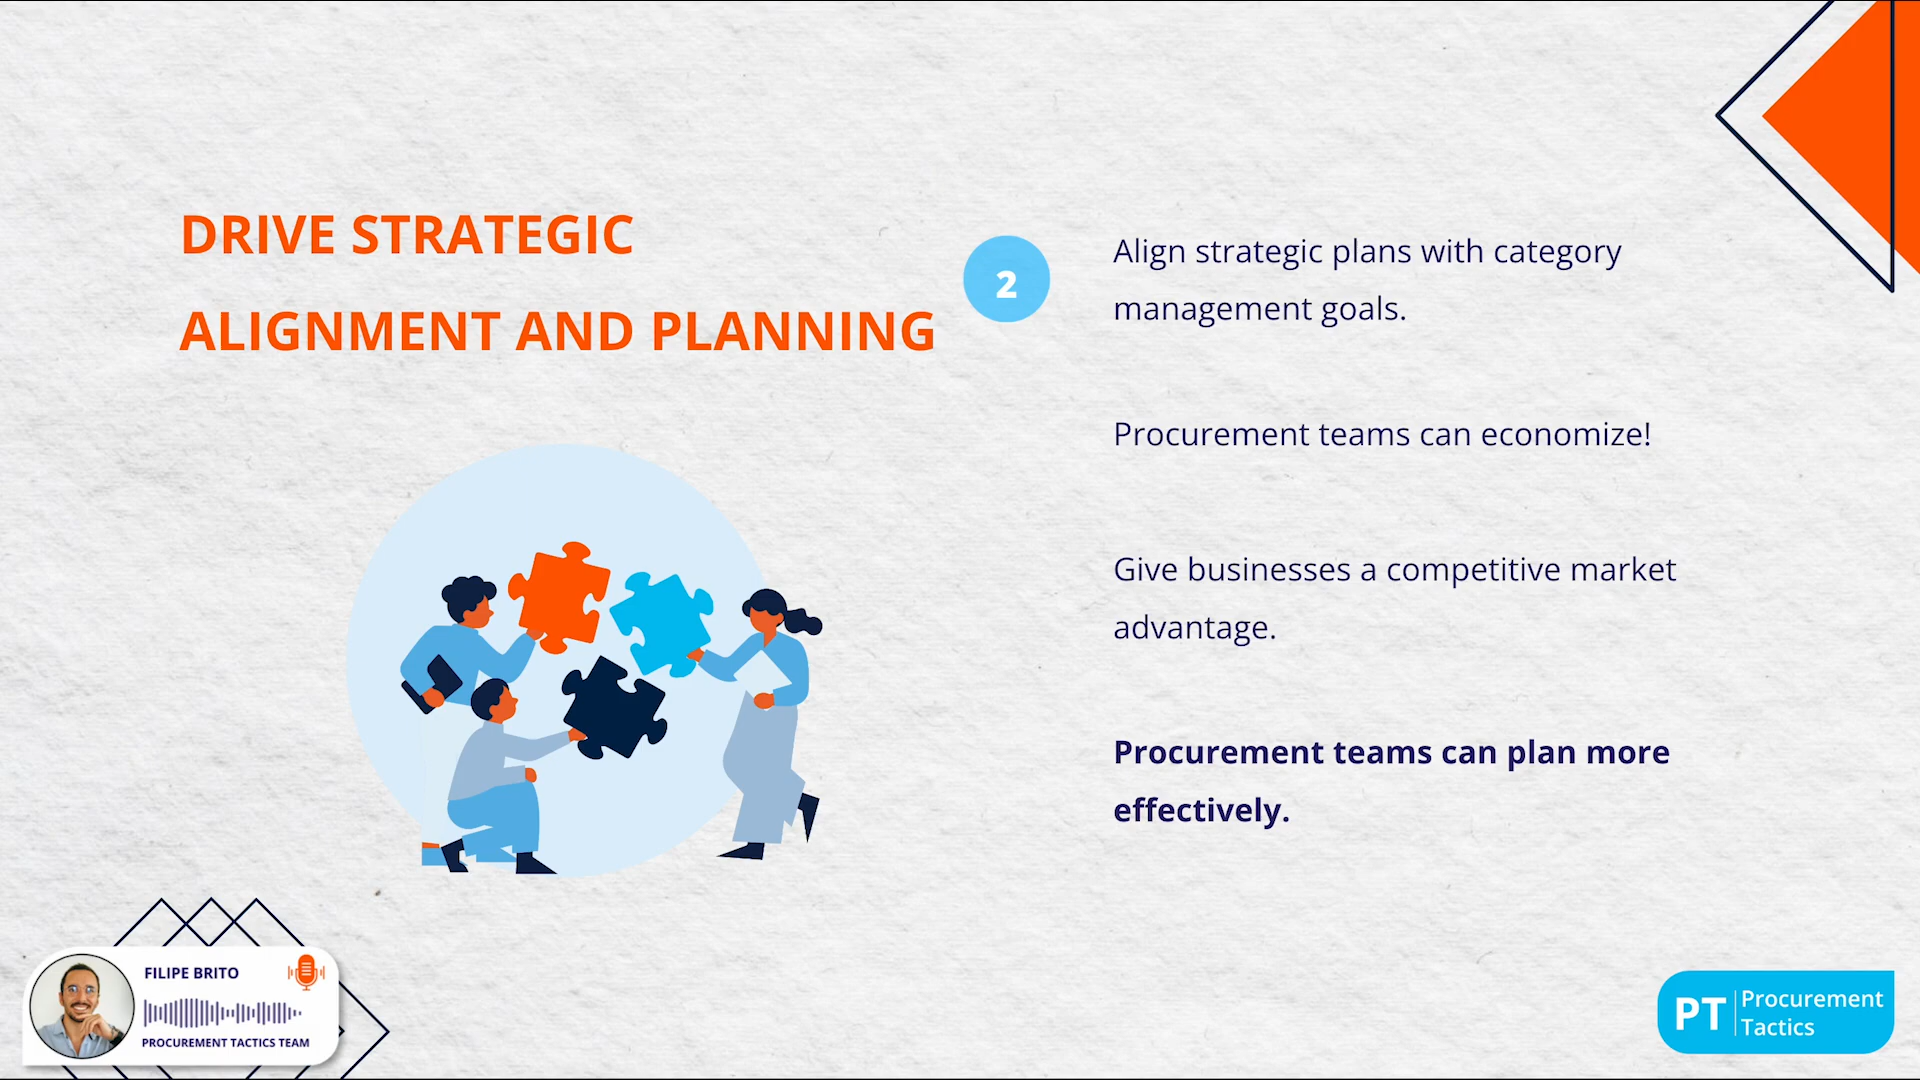 DRIVE STRATEGIC
ALIGNMENT AND PLANNING
2
Align strategic plans with category
management goals.
Procurement teams can economize!
Give businesses a competitive market
advantage.
Procurement teams can plan more
effectively.
FILIPE BRITO
PROCUREMENT TACTICS TEAM
PT
Procurement
Tactics